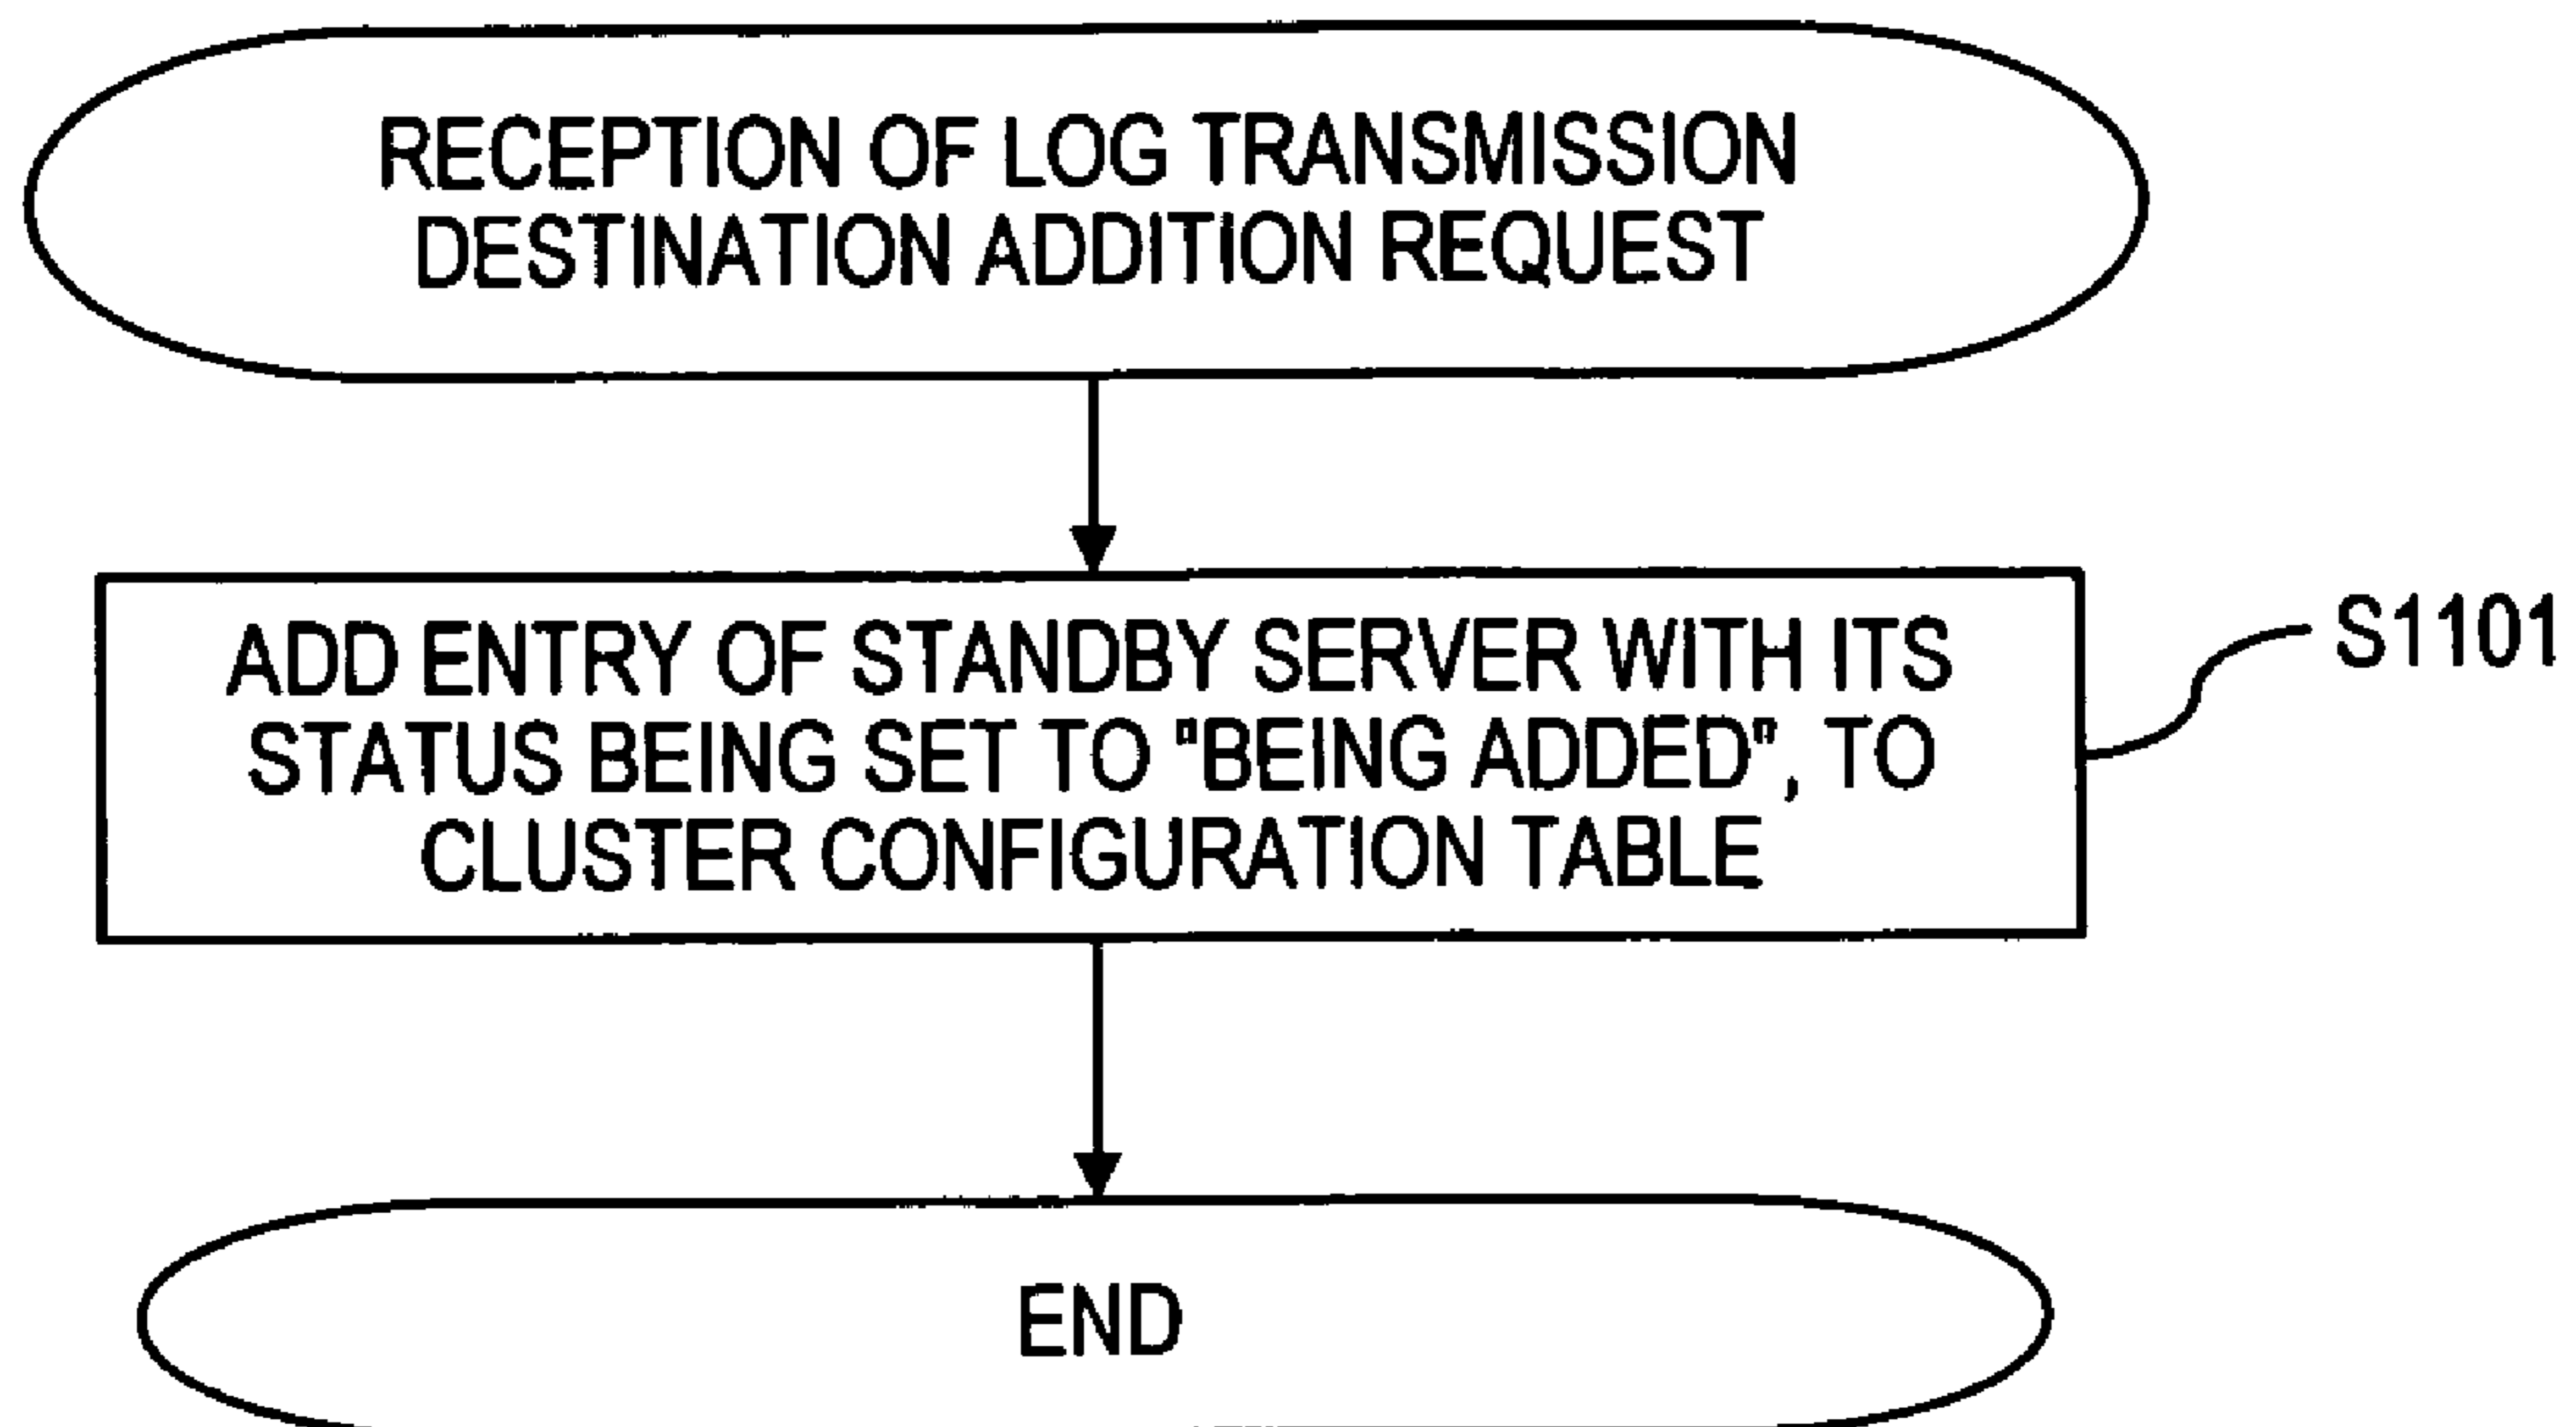 RECEPTION OF LOG TRANSMISSION
DESTINATION ADDITION REQUEST
ADD ENTRY OF STANDBY SERVER WITH ITS
STATUS BEING SET TO "BEING ADDED", TO
CLUSTER CONFIGURATION TABLE
S1101
END